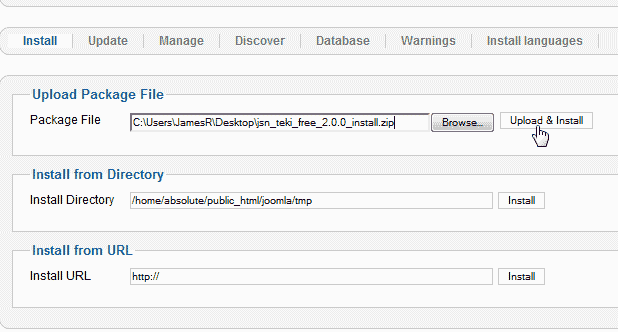 Install Update Manage Discover Database Warnings Install languages
Upload Package File
Package File C:\Users\JamesR\Desktop\jsn_teki_free_2.0.0_install.zip Browse... Upload & Install
Install from Directory
Install Directory /home/absolute/public_html/joomla/tmp Install
Install from URL
Install URL http:// Install